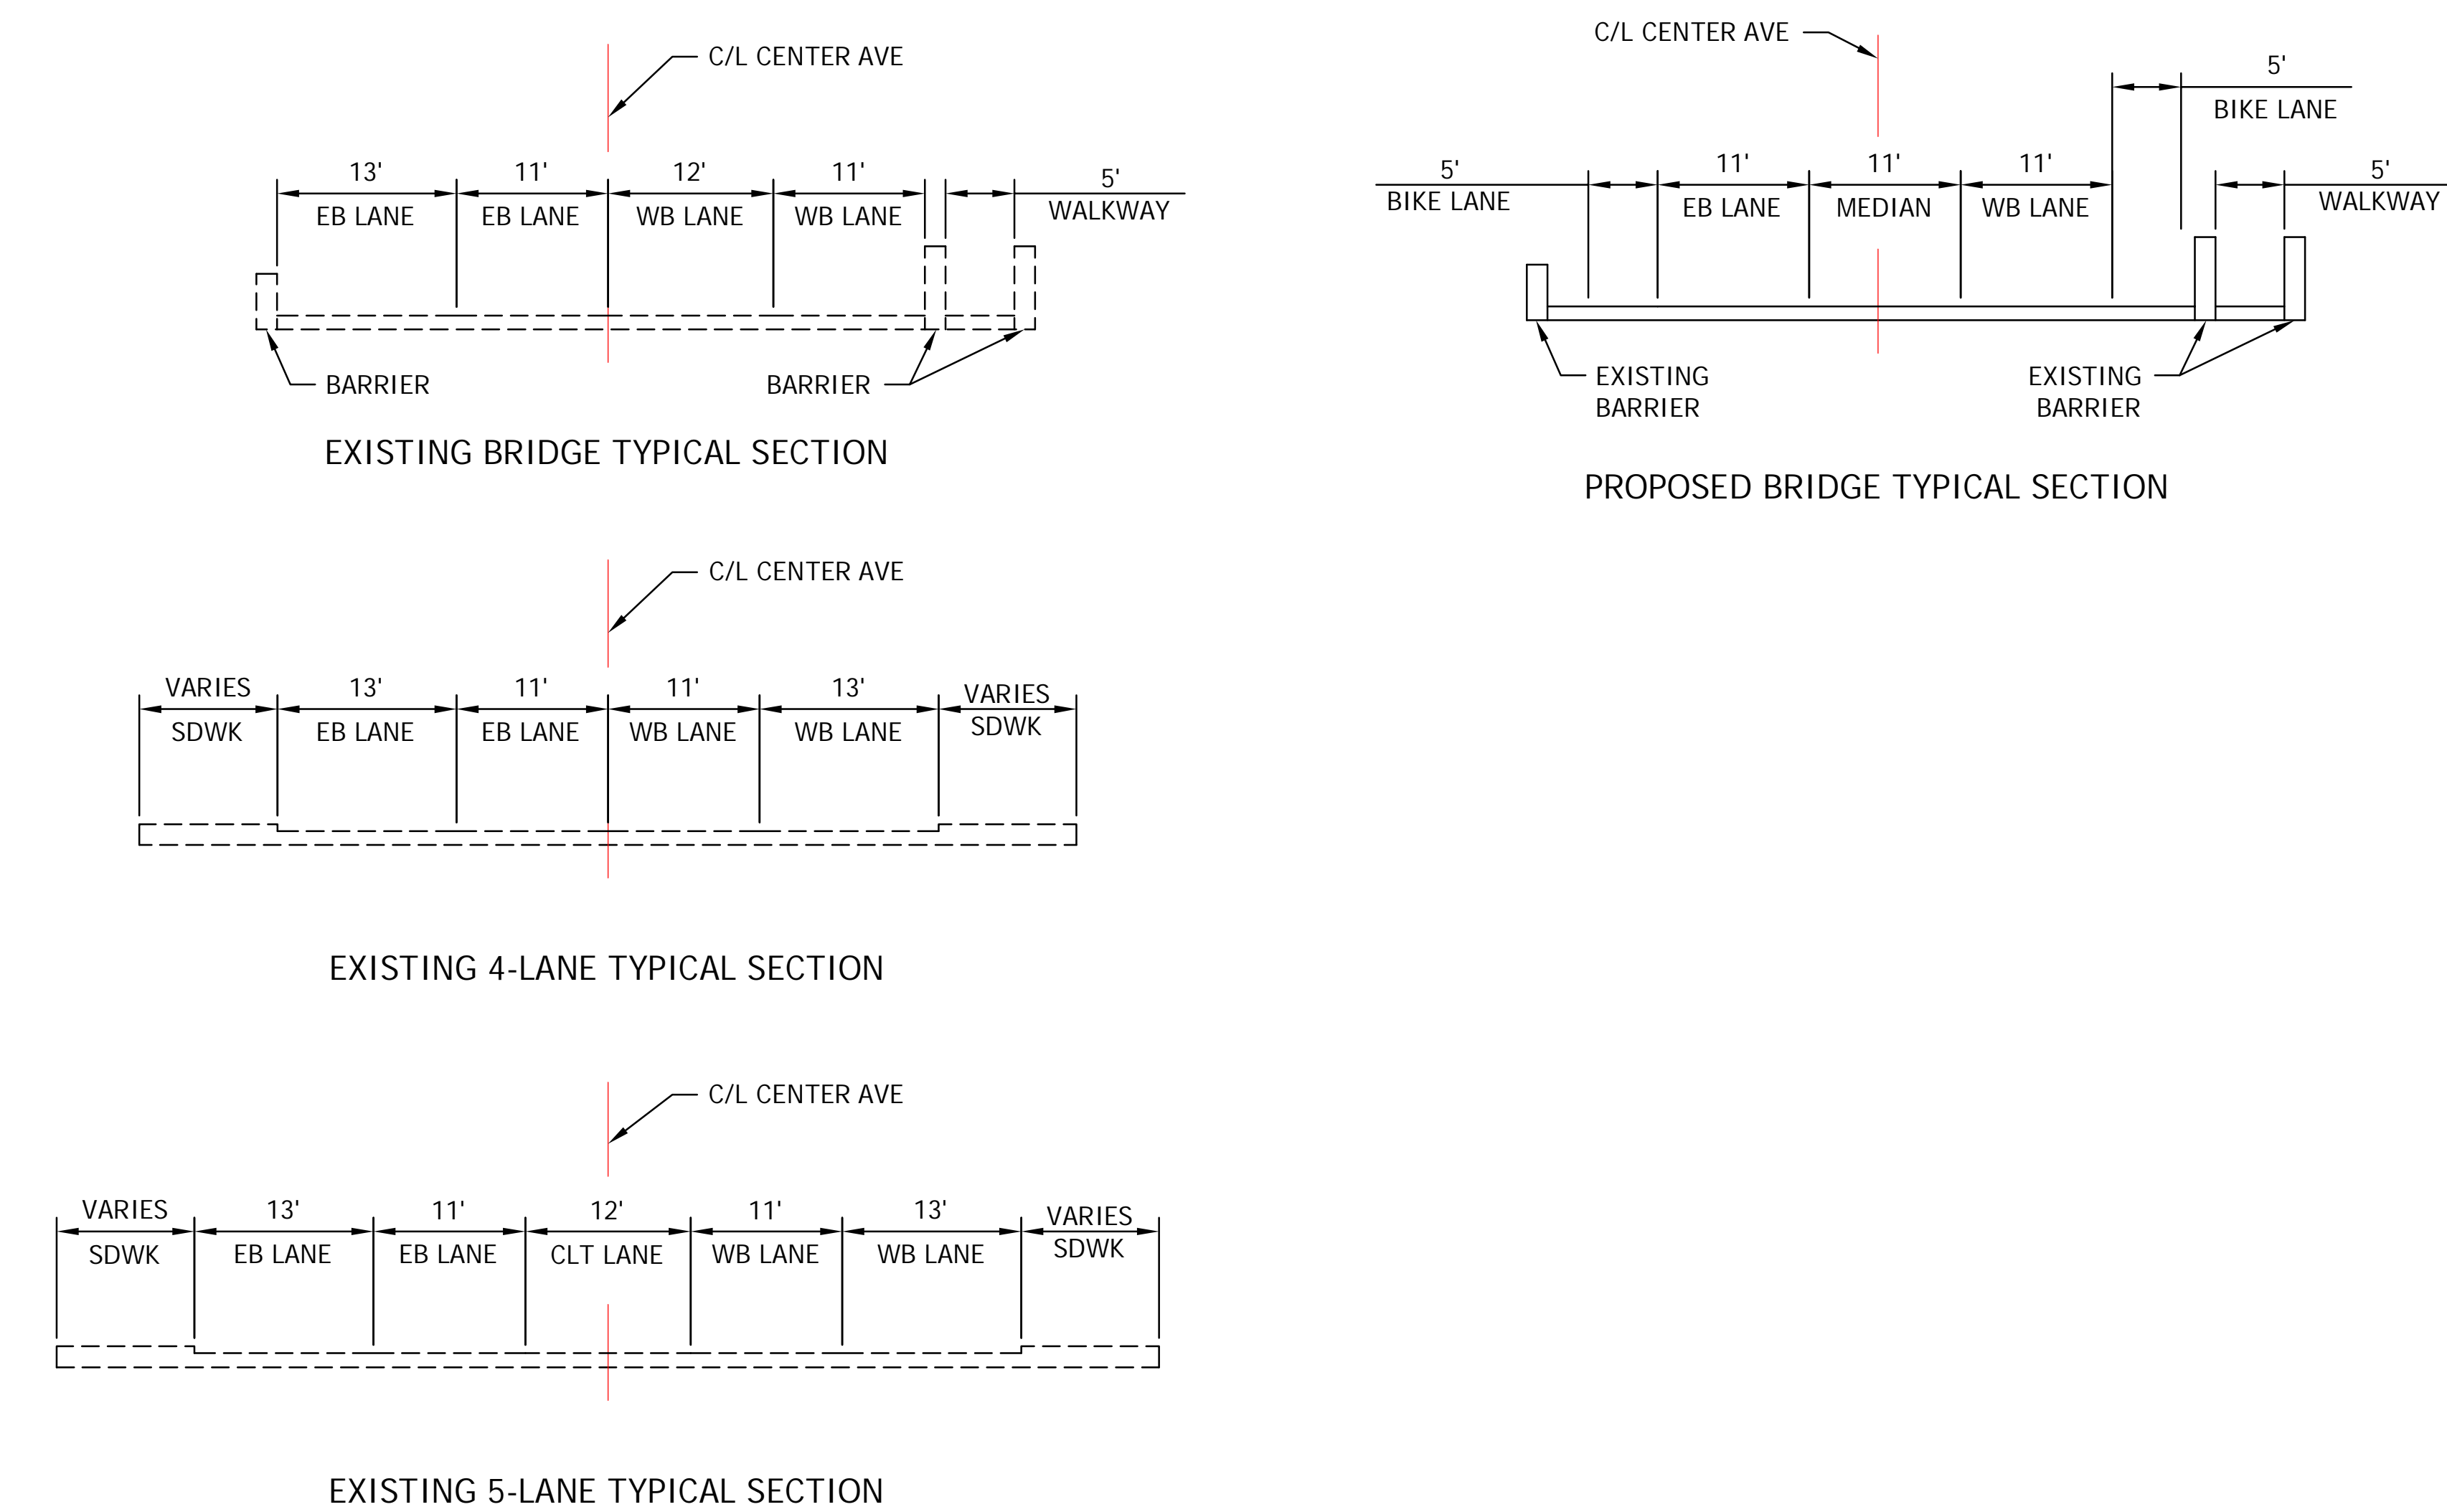 C/L CENTER AVE
13' 11' 12' 11' 5'
EB LANE EB LANE WB LANE WB LANE WALKWAY
BARRIER BARRIER
EXISTING BRIDGE TYPICAL SECTION
C/L CENTER AVE
5'
BIKE LANE
5' 11' 11' 11' 5'
BIKE LANE EB LANE MEDIAN WB LANE WALKWAY
EXISTING EXISTING
BARRIER BARRIER
PROPOSED BRIDGE TYPICAL SECTION
C/L CENTER AVE
VARIES 13' 11' 11' 13' VARIES
SDWK EB LANE EB LANE WB LANE WB LANE SDWK
EXISTING 4-LANE TYPICAL SECTION
C/L CENTER AVE
VARIES 13' 11' 12' 11' 13' VARIES
SDWK EB LANE EB LANE CLT LANE WB LANE WB LANE SDWK
EXISTING 5-LANE TYPICAL SECTION